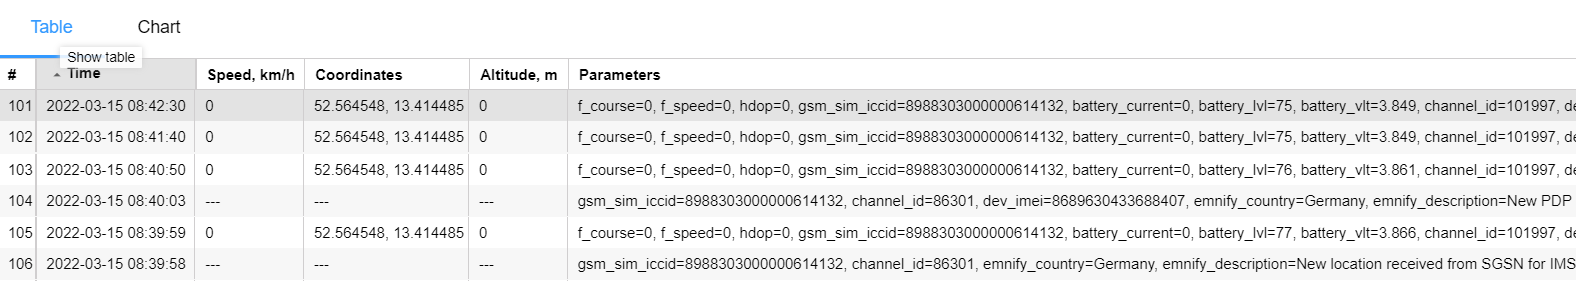 Table Chart
Show table
# Time Speed, km/h Coordinates Altitude, m Parameters
101 2022-03-15 08:42:30 0 52.564548, 13.414485 0 f_course=0, f_speed=0, hdop=0, gsm_sim_iccid=8988303000000614132, battery_current=0, battery_lvl=75, battery_vlt=3.849, channel_id=101997, de
102 2022-03-15 08:41:40 0 52.564548, 13.414485 0 f_course=0, f_speed=0, hdop=0, gsm_sim_iccid=8988303000000614132, battery_current=0, battery_lvl=75, battery_vlt=3.849, channel_id=101997, de
103 2022-03-15 08:40:50 0 52.564548, 13.414485 0 f_course=0, f_speed=0, hdop=0, gsm_sim_iccid=8988303000000614132, battery_current=0, battery_lvl=76, battery_vlt=3.861, channel_id=101997, de
104 2022-03-15 08:40:03 --- --- --- gsm_sim_iccid=8988303000000614132, channel_id=86301, dev_imei=8689630433688407, emnify_country=Germany, emnify_description=New PDP
105 2022-03-15 08:39:59 0 52.564548, 13.414485 0 f_course=0, f_speed=0, hdop=0, gsm_sim_iccid=8988303000000614132, battery_current=0, battery_lvl=77, battery_vlt=3.866, channel_id=101997, de
106 2022-03-15 08:39:58 --- --- --- gsm_sim_iccid=8988303000000614132, channel_id=86301, emnify_country=Germany, emnify_description=New location received from SGSN for IMS